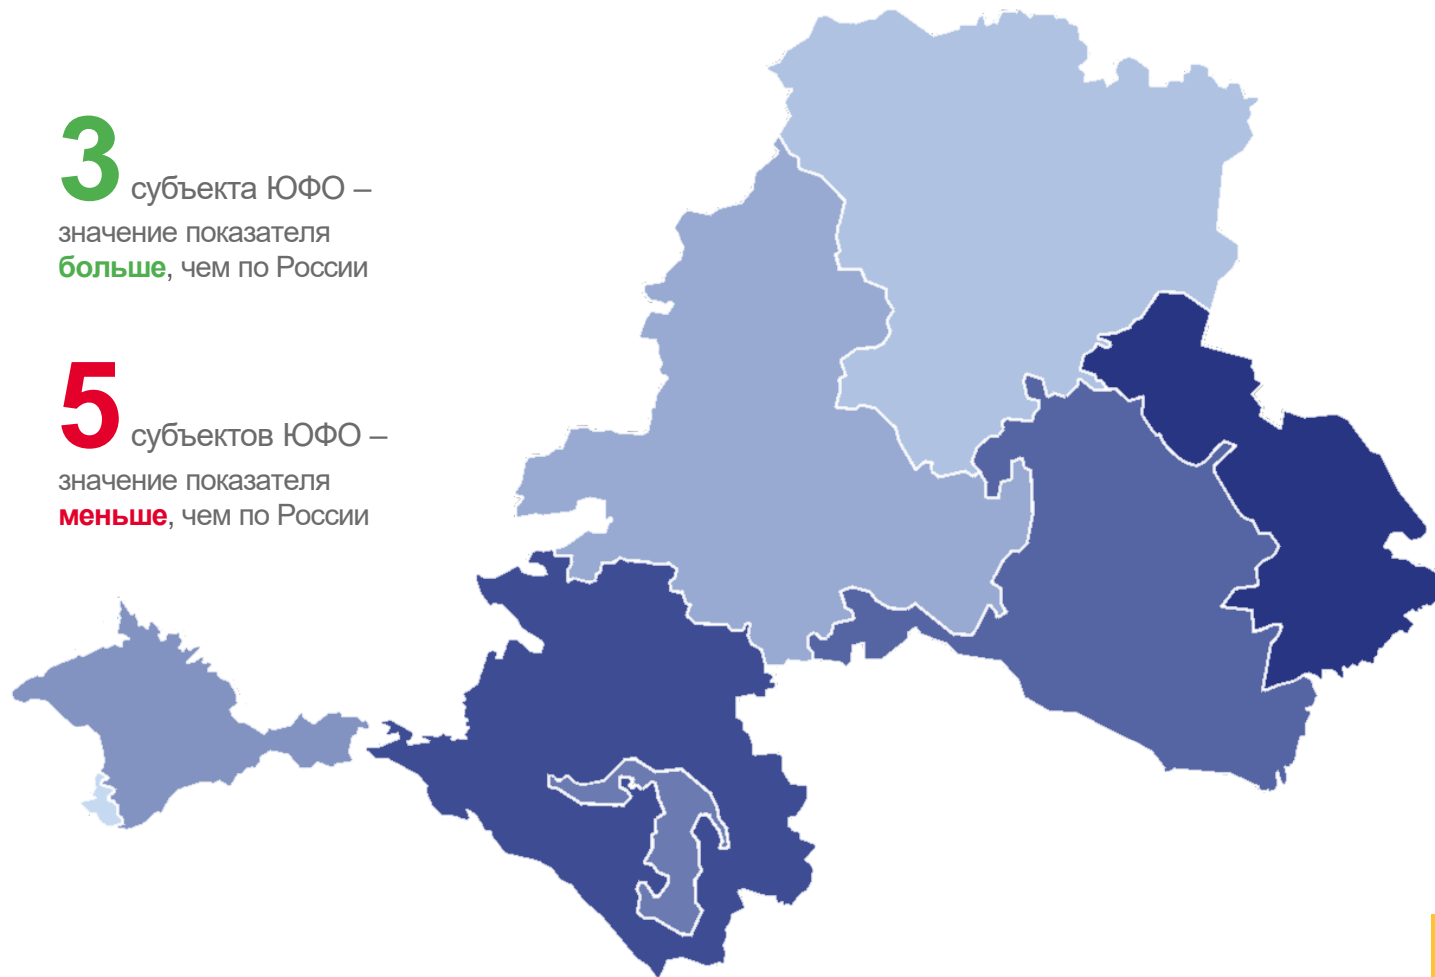 3 субъекта ЮФО –
значение показателя
больше, чем по России
5 субъектов ЮФО –
значение показателя
меньше, чем по России